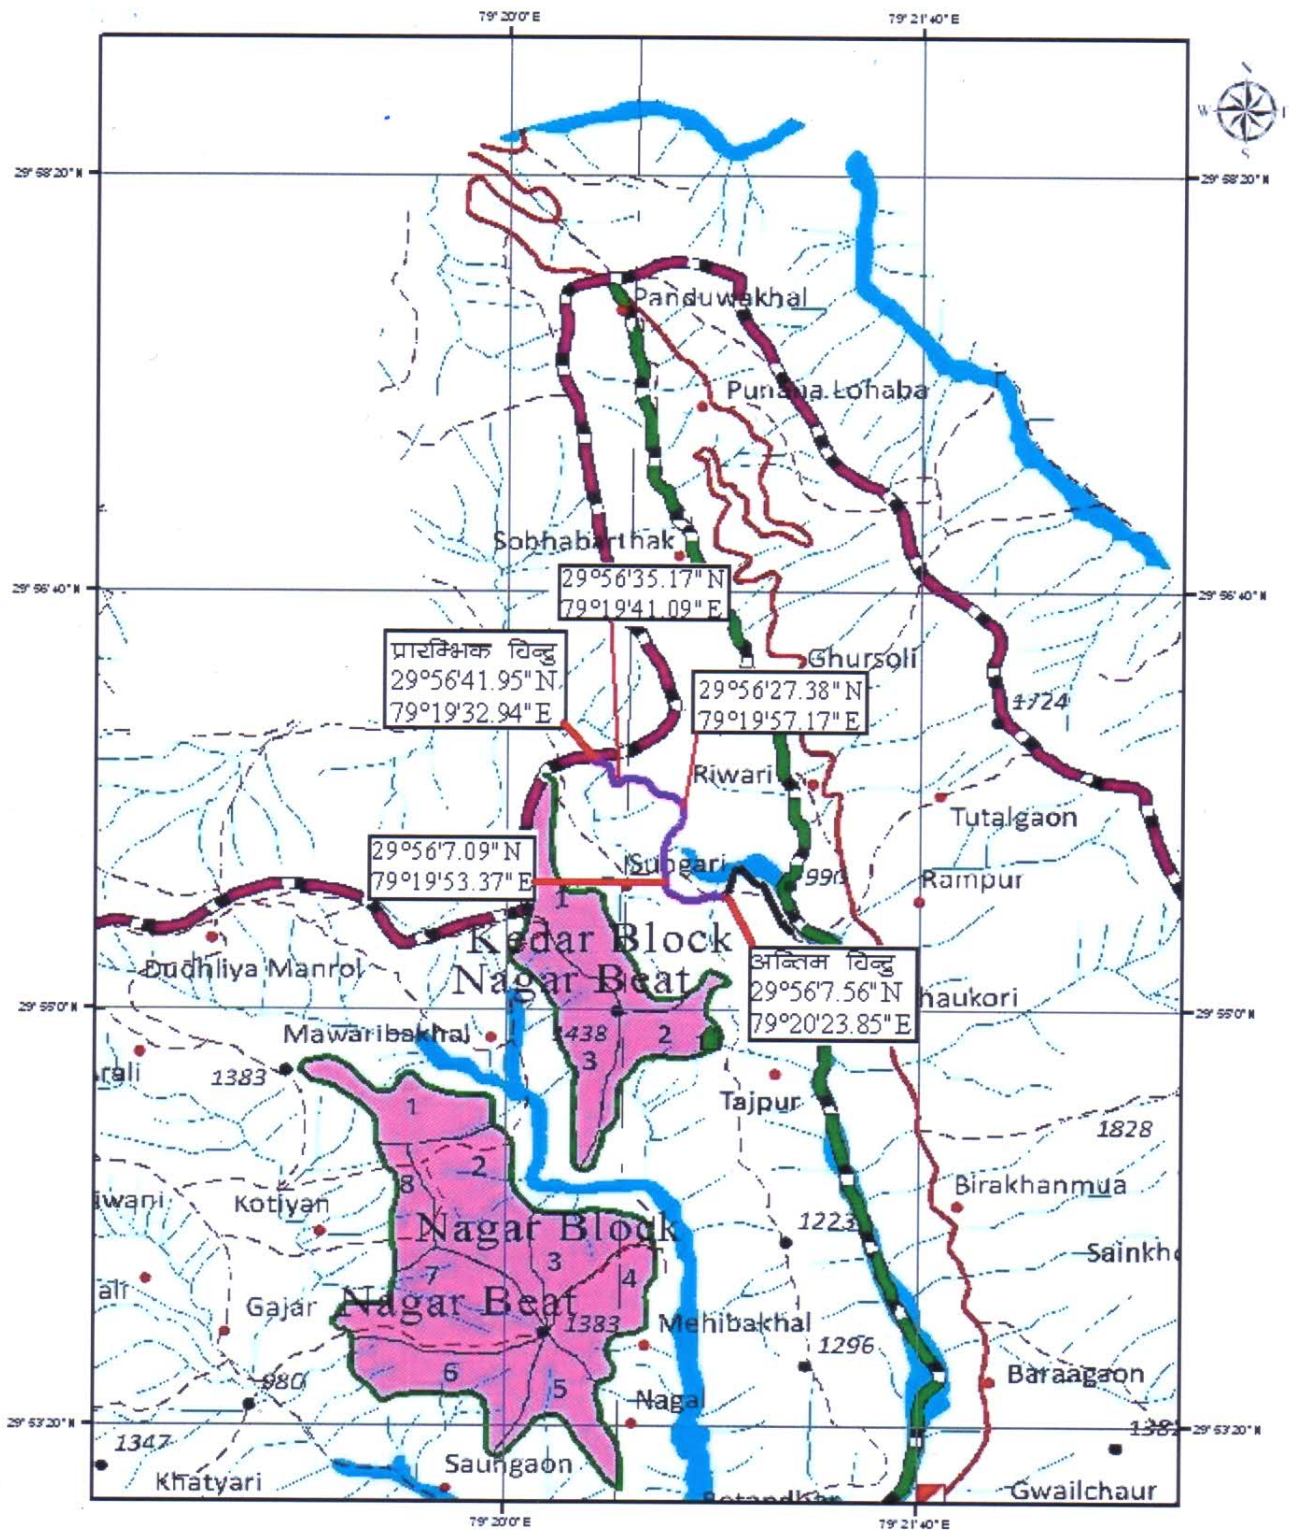 79°20'0"E
79°21'40"E
N
W
E
S
29°58'20"N
29°58'20"N
Panduwakhal
Punana Lohaba
Sobhabarthak
29°56'40"N
29°56'40"N
29°56'35.17"N
79°19'41.09"E
प्रारम्भिक विन्दु
29°56'41.95"N
79°19'32.94"E
Ghursoli
29°56'27.38"N
79°19'57.17"E
1724
Riwari
Tutalgaon
29°56'7.09"N
79°19'53.37"E
Sungari
990
Rampur
1
Kedar Block
Nagar Beat
Dudhliya Manrol
अन्तिम विन्दु
29°56'7.56"N
79°20'23.85"E
haukori
29°55'0"N
29°55'0"N
Mawaribakhal
1438
2
3
rali
1383
Tajpur
1
1828
2
8
iwani
Kotiyan
Birakhanmua
Nagar Block
1223
Sainkh
3
7
4
ali
Gajar
Nagar Beat
1383
Mehibakhal
1296
6
5
980
Nagal
Baraagaon
29°53'20"N
29°53'20"N
1347
138
Saungaon
Khatyari
Gwailchaur
79°20'0"E
79°21'40"E